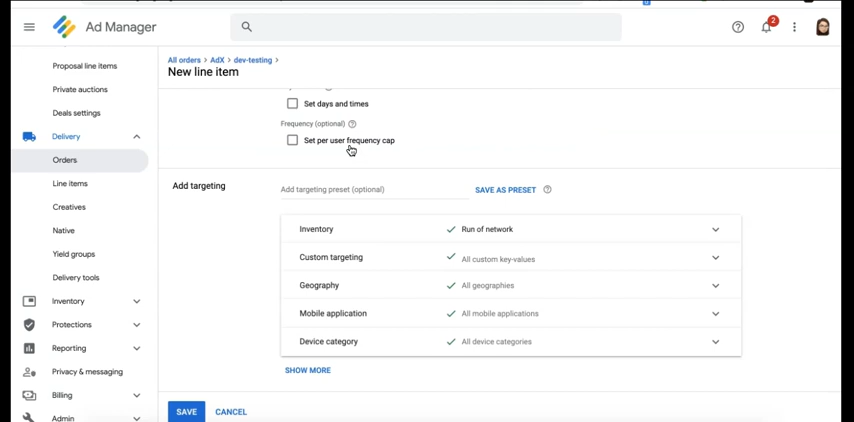 Ad Manager
2
Proposal line items
Private auctions
Deals settings
Delivery
Orders
Line items
Creatives
Native
Yield groups
Delivery tools
Inventory
Protections
Reporting
Privacy & messaging
Billing
Admin
All orders > AdX > dev-testing >
New line item
Set days and times
Frequency (optional)
Set per user frequency cap
Add targeting
Add targeting preset (optional)
SAVE AS PRESET
Inventory Run of network
Custom targeting All custom key-values
Geography All geographies
Mobile application All mobile applications
Device category All device categories
SHOW MORE
SAVE CANCEL